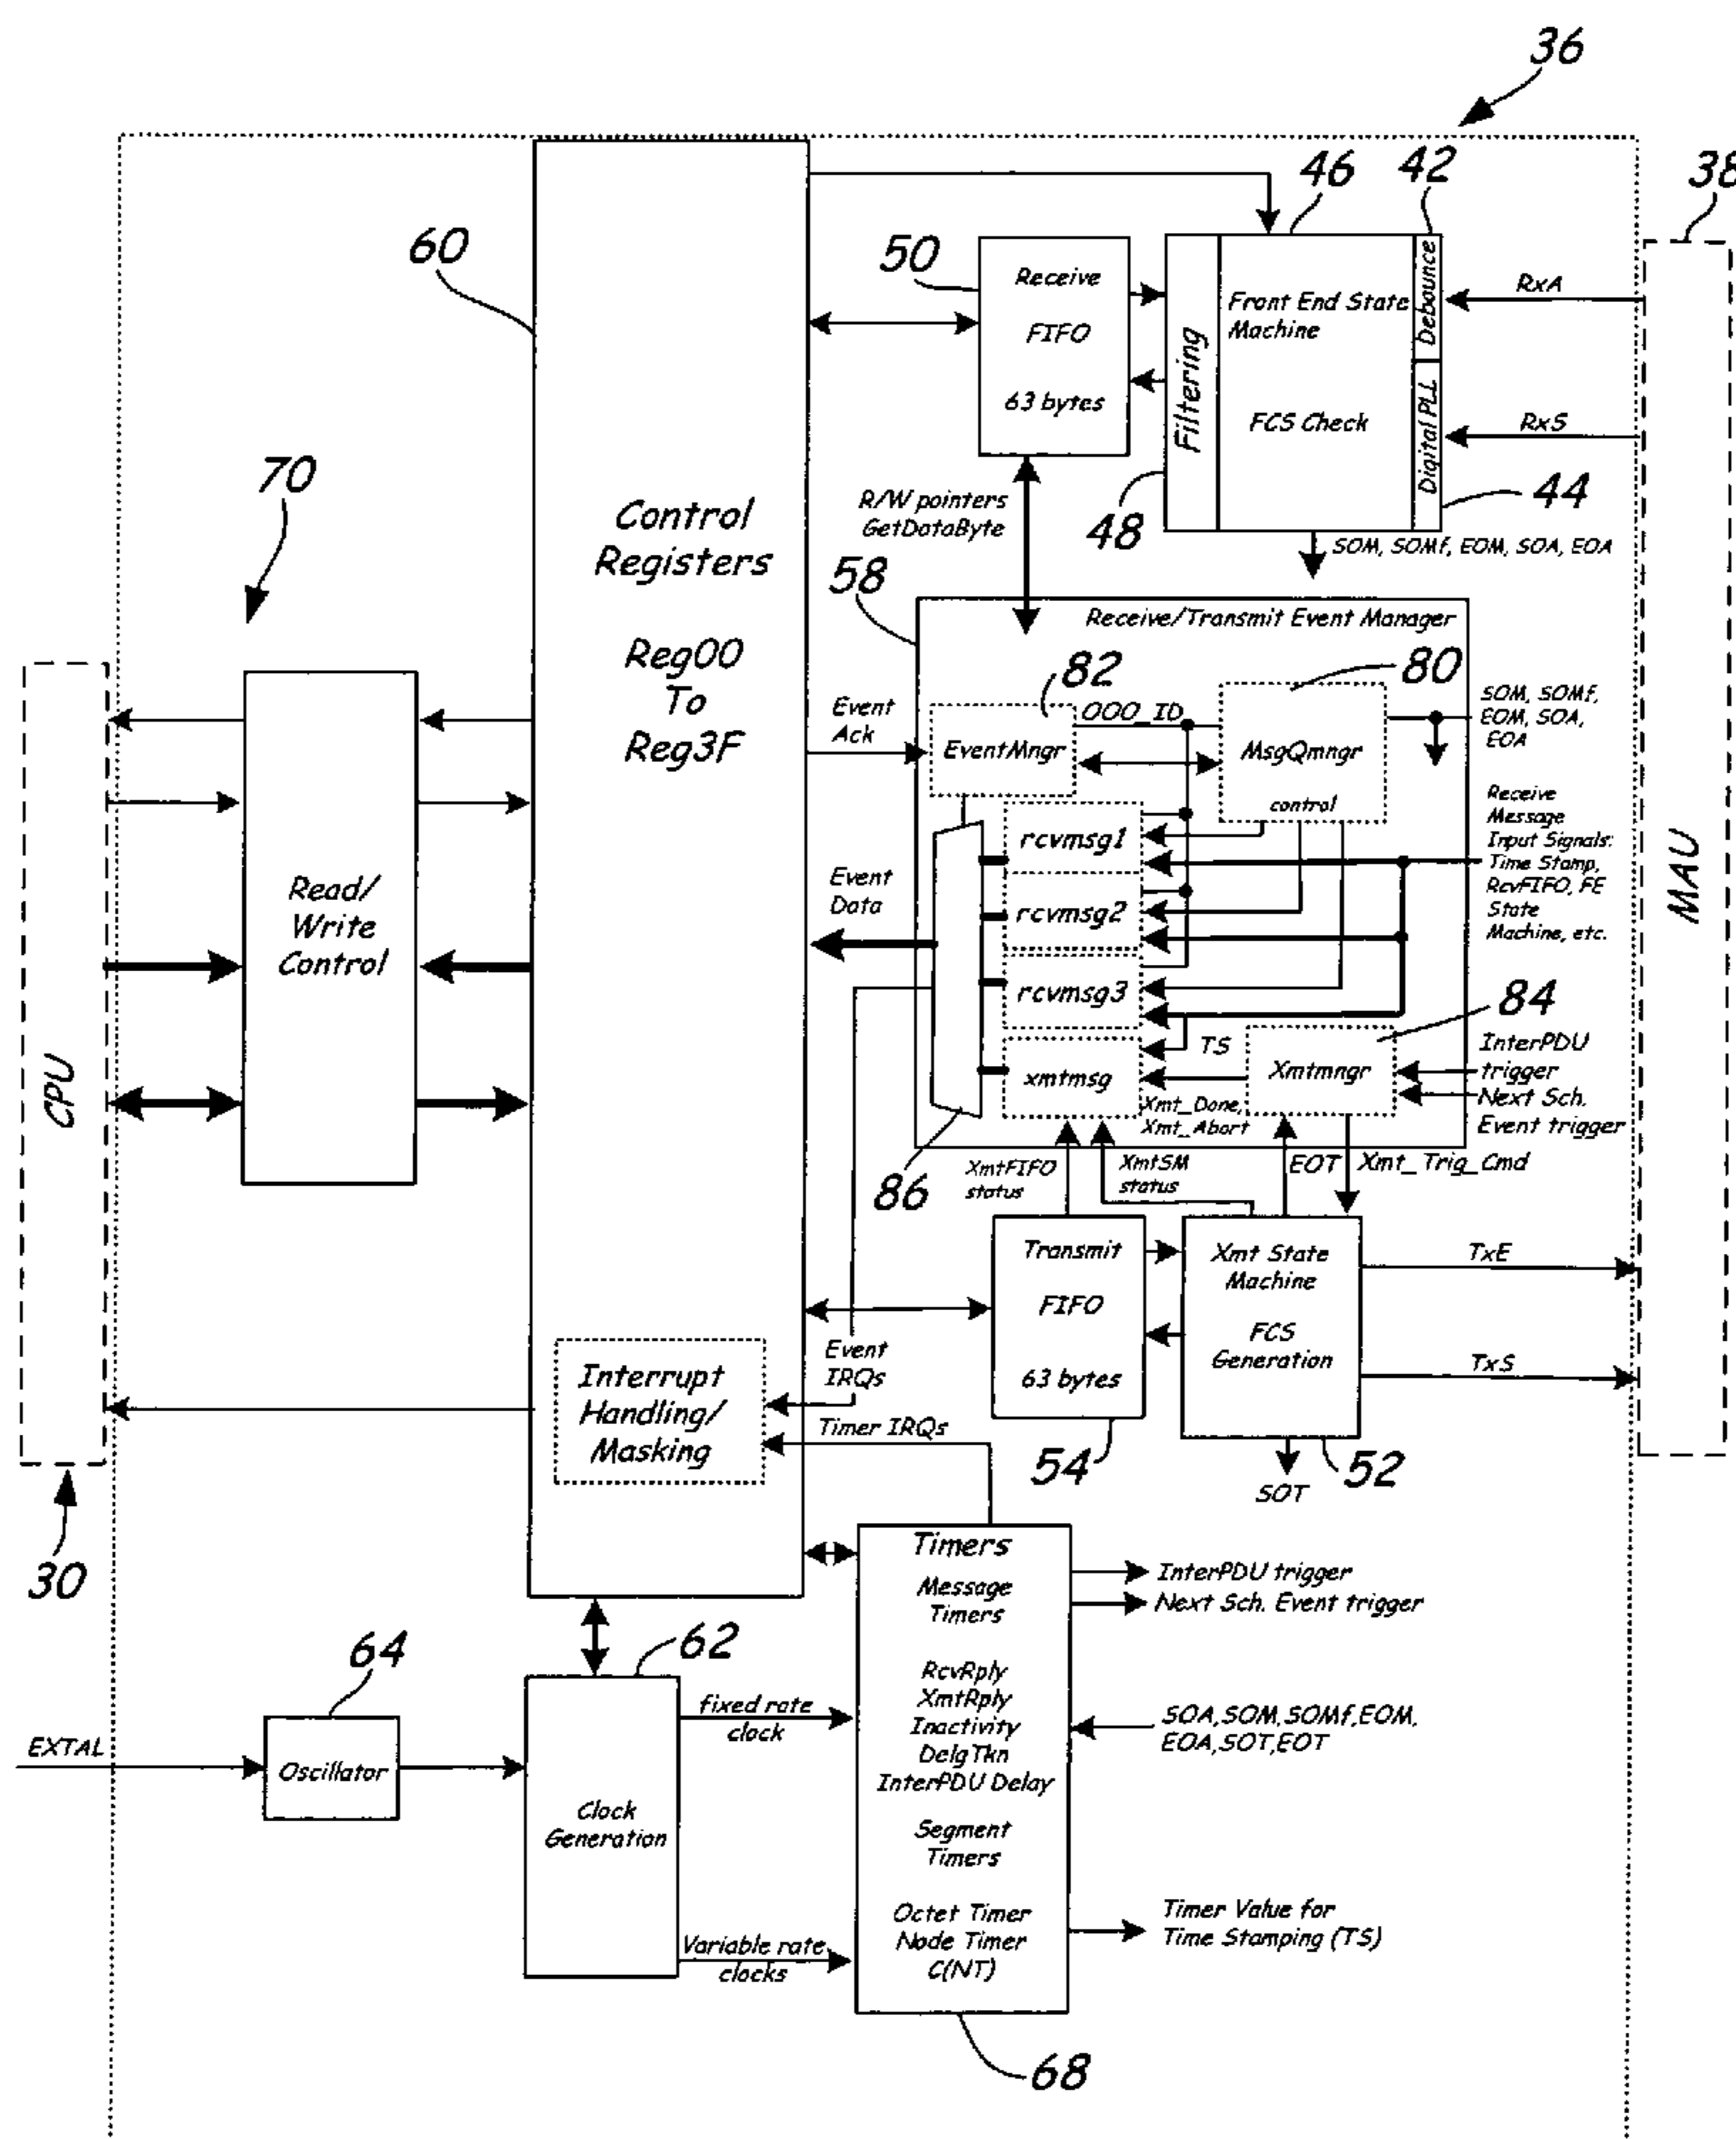 36
46
42
38
60
50
Receive
FIFO
63 bytes
Filtering
Front End State
Machine
FCS Check
Debounce
Digital PLL
RxA
RxS
70
48
44
Control
Registers
Reg00
To
Reg3F
R/W pointers
GetDataByte
SOM, SOMf, EOM, SOA, EOA
58
Receive/Transmit Event Manager
82
80
Event
Ack
EventMngr
OOO_ID
MsgQmngr
control
SOM, SOMf,
EOM, SOA,
EOA
Read/
Write
Control
CPU
MAU
Event
Data
rcvmsg1
rcvmsg2
rcvmsg3
xmtmsg
Receive
Message
Input Signals:
Time Stamp,
RcvFIFO, FE
State
Machine, etc.
84
TS
Xmtmngr
InterPDU
trigger
Next Sch.
Event trigger
Xmt_Done,
Xmt_Abort
86
XmtFIFO
status
XmtSM
status
EOT
Xmt_Trig_Cmd
Transmit
FIFO
63 bytes
Xmt State
Machine
FCS
Generation
TxE
TxS
Event
IRQs
Interrupt
Handling/
Masking
Timer IRQs
54
52
SOT
30
Timers
Message
Timers
RcvRply
XmtRply
Inactivity
DelgTkn
InterPDU Delay
Segment
Timers
Octet Timer
Node Timer
C(NT)
InterPDU trigger
Next Sch. Event trigger
64
62
EXTAL
Oscillator
Clock
Generation
fixed rate
clock
Variable rate
clocks
SOA,SOM,SOMf,EOM,
EOA,SOT,EOT
Timer Value for
Time Stamping (TS)
68